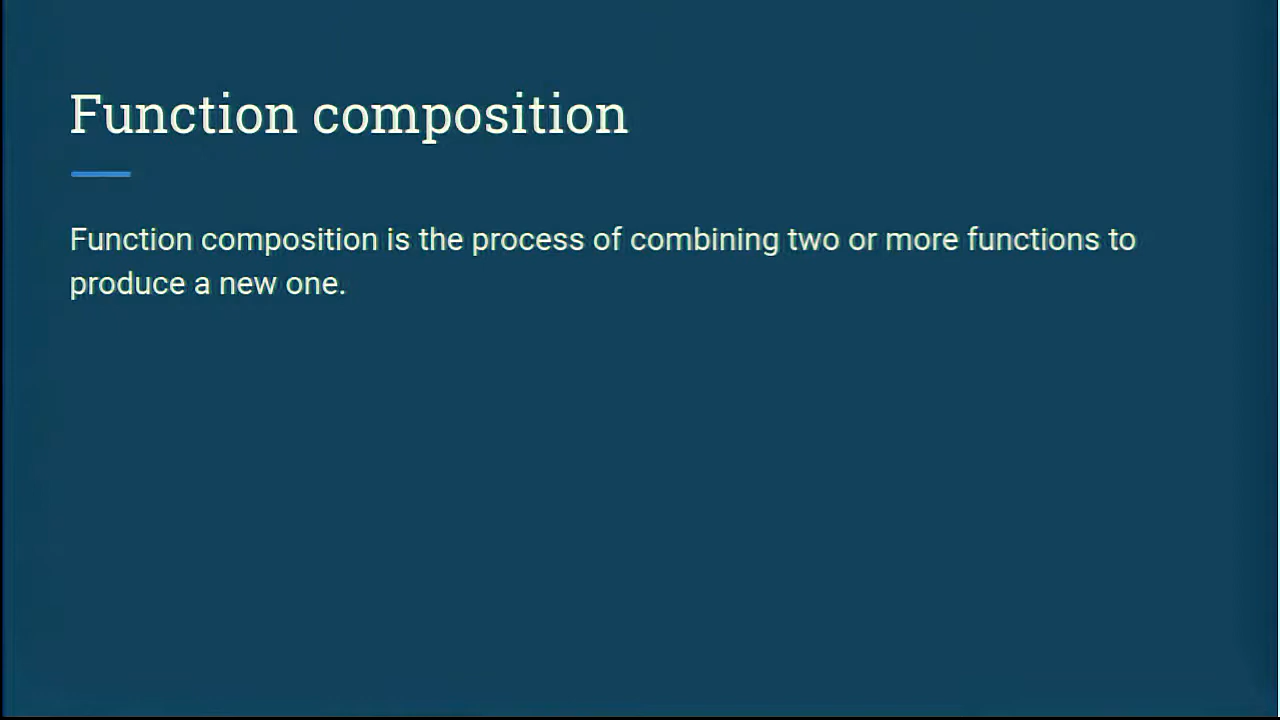 Function composition
Function composition is the process of combining two or more functions to
produce a new one.